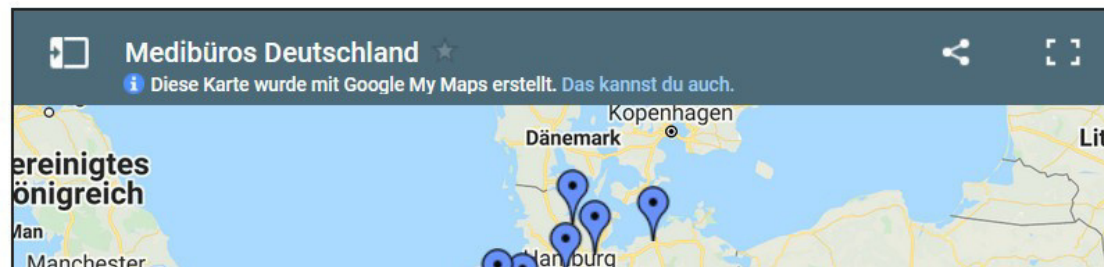 Medibüros Deutschland
Diese Karte wurde mit Google My Maps erstellt. Das kannst du auch.
Kopenhagen
Dänemark
Lit
ereinigtes
önigreich
Man
Manchester
Hamburg